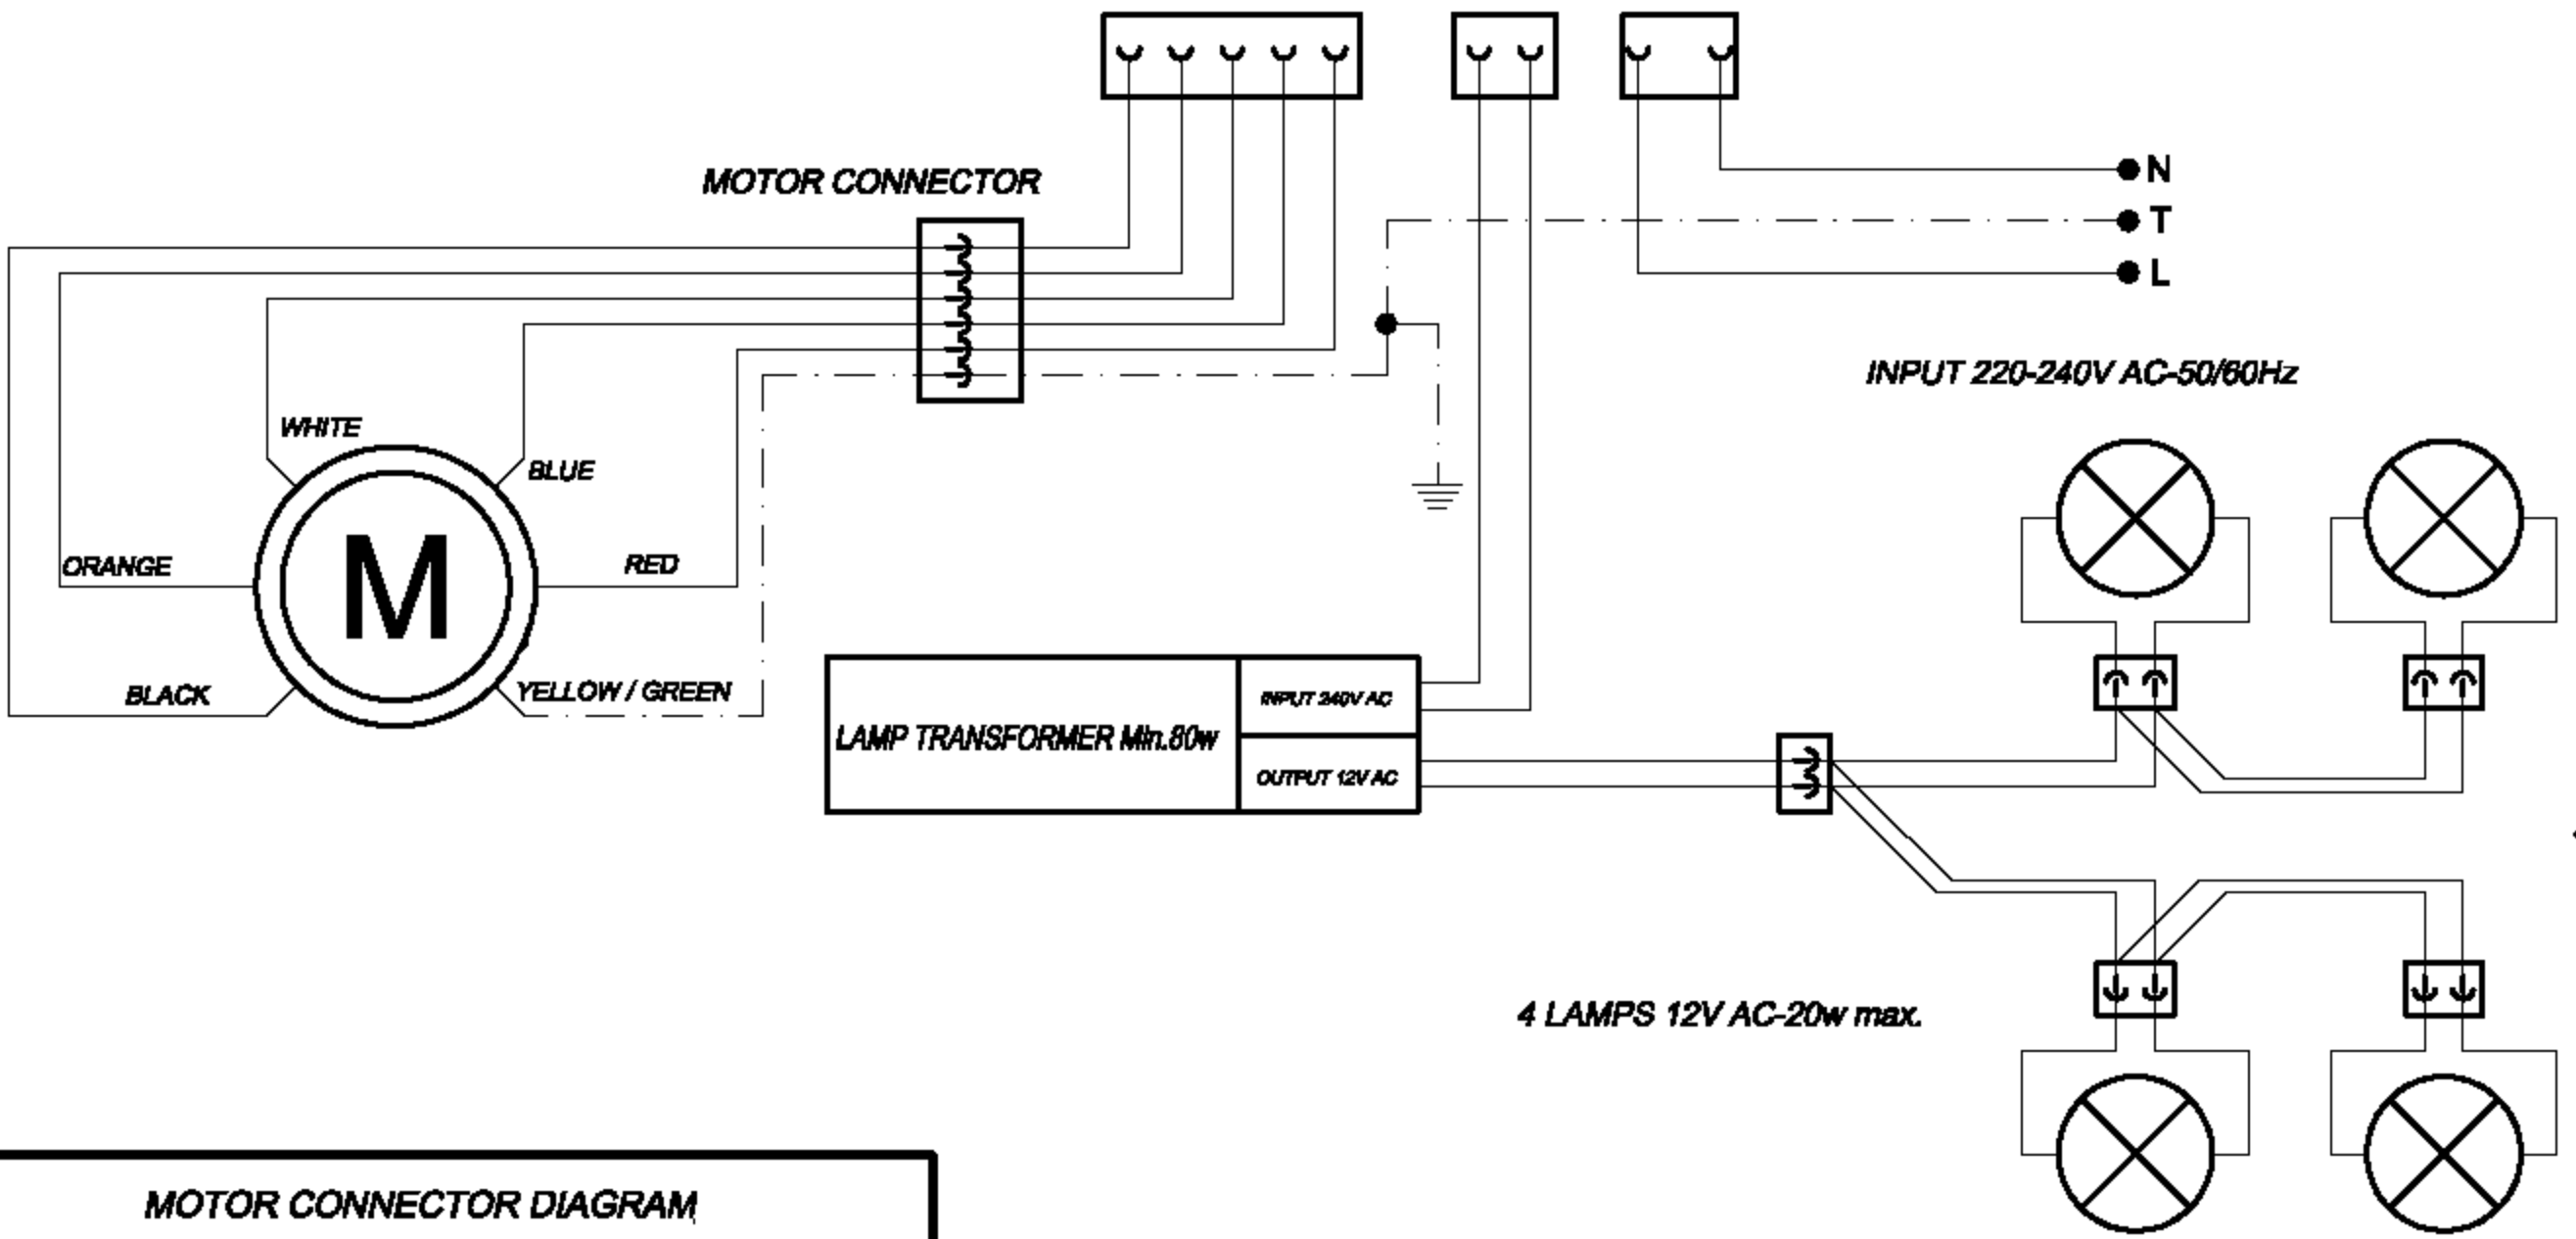 MOTOR CONNECTOR
N
T
L
INPUT 220-240V AC-50/60Hz
WHITE
BLUE
M
ORANGE
RED
BLACK
YELLOW / GREEN
LAMP TRANSFORMER Min.80w
INPUT 240V AC
OUTPUT 12V AC
4 LAMPS 12V AC-20w max.
MOTOR CONNECTOR DIAGRAM